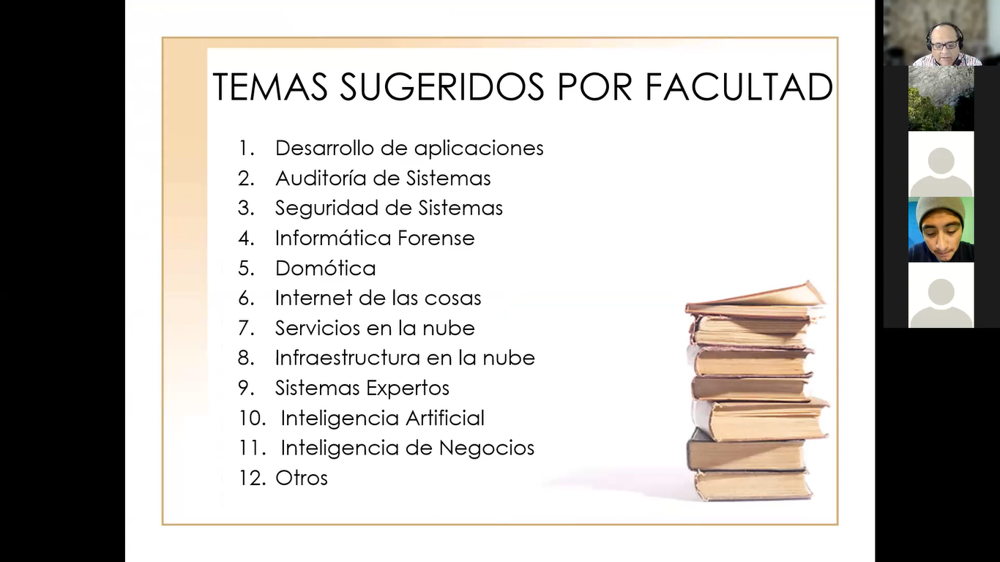 TEMAS SUGERIDOS POR FACULTAD
1. Desarrollo de aplicaciones
2. Auditoría de Sistemas
3. Seguridad de Sistemas
4. Informática Forense
5. Domótica
6. Internet de las cosas
7. Servicios en la nube
8. Infraestructura en la nube
9. Sistemas Expertos
10. Inteligencia Artificial
11. Inteligencia de Negocios
12. Otros